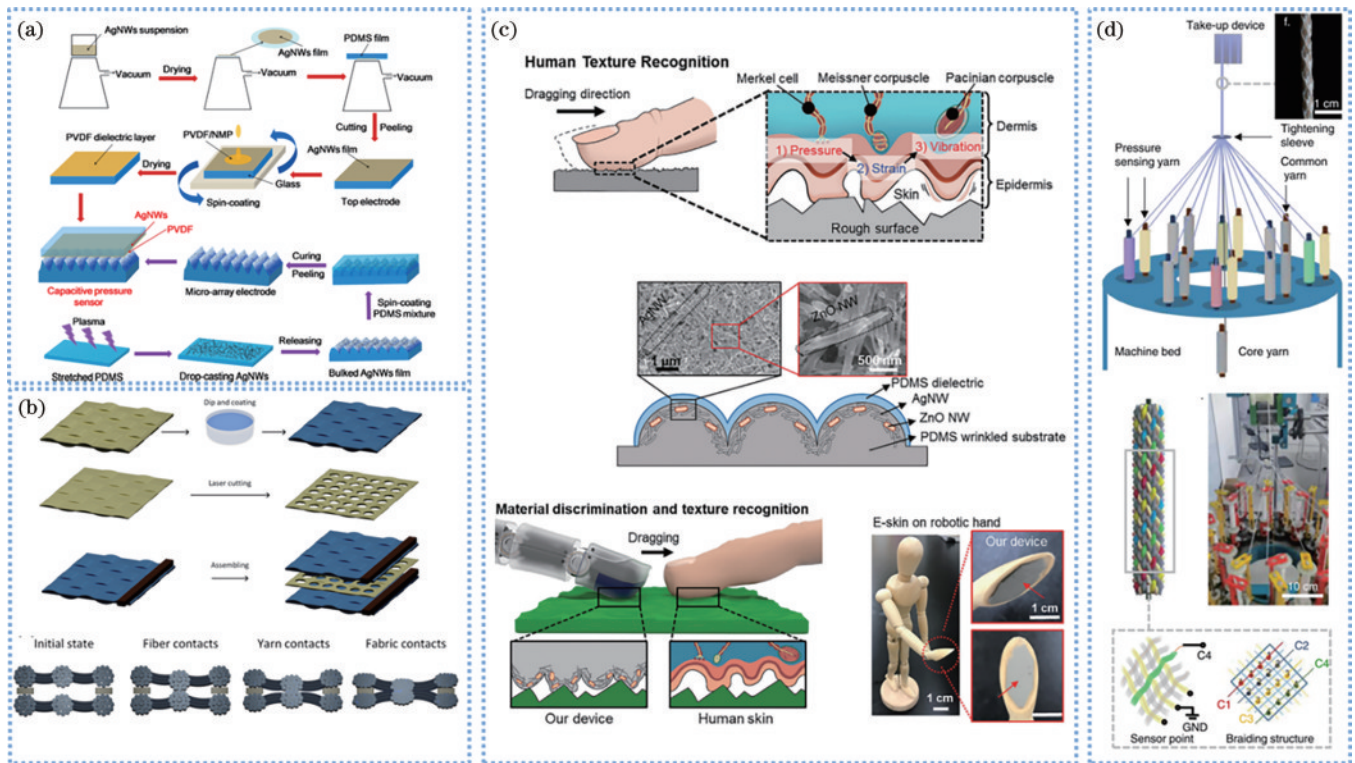 (a)
AgNWs suspension
Vacuum
Drying
AgNWs film
Vacuum
PDMS film
Vacuum
Cutting
Peeling
PVDF dielectric layer
Drying
PVDF/NMP
Glass
Spin-coating
AgNWs film
Top electrode
AgNWs
PVDF
Capacitive pressure
sensor
Curing
Peeling
Micro-array electrode
Spin-coating
PDMS mixture
Plasma
Stretched PDMS
Drop-casting AgNWs
Releasing
Bulked AgNWs film
(b)
Dip and coating
Laser cutting
Assembling
Initial state
Fiber contacts
Yarn contacts
Fabric contacts
(c)
Human Texture Recognition
Dragging direction
Merkel cell
Meissner corpuscle
Pacinian corpuscle
Dermis
1) Pressure
2) Strain
3) Vibration
Skin
Epidermis
Rough surface
AgNW
1 μm
ZnO-NW
500 nm
PDMS dielectric
AgNW
ZnO NW
PDMS wrinkled substrate
Material discrimination and texture recognition
Dragging
Our device
Human skin
E-skin on robotic hand
Our device
1 cm
1 cm
(d)
Take-up device
f.
1 cm
Tightening
sleeve
Pressure
sensing yarn
Common
yarn
Machine bed
Core yarn
10 cm
C4
GND
Sensor point
C2
C4
C1
C3
Braiding structure